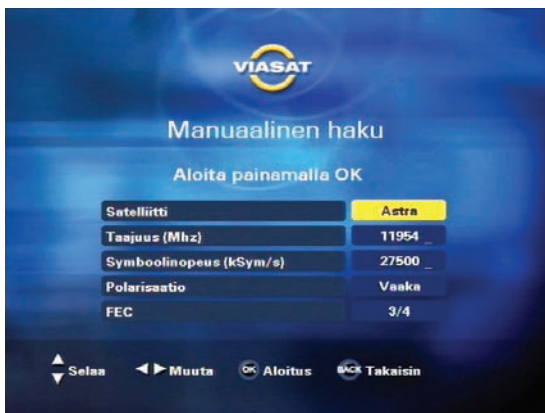 VIASAT
Manuaalinen haku
Aloita painamalla OK
Satelliitti Astra
Taajuus (Mhz) 11954 _
Symboolinopeus (kSym/s) 27500 _
Polarisaatio Vaaka
FEC 3/4
Selaa Muuta OK Aloitus BACK Takaisin